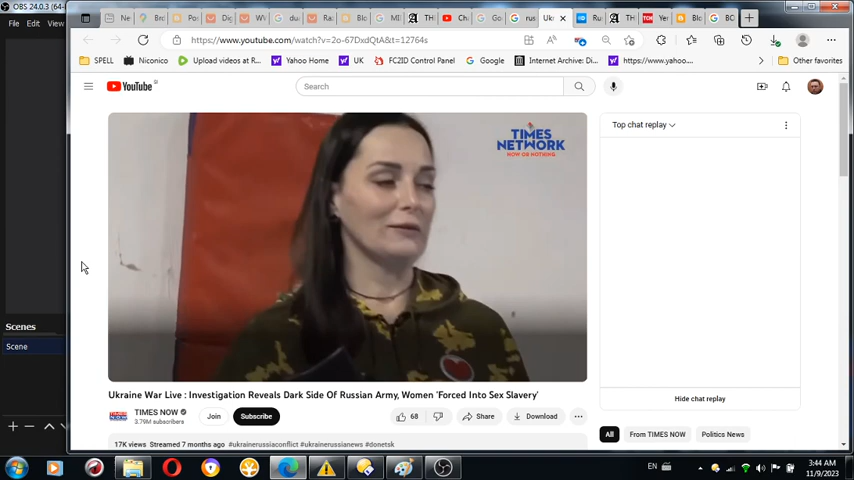 OBS 24.0.3 (64-
File Edit View
https://www.youtube.com/watch?v=2o-67DxdQtA&t=12764s
SPELL Niconico Upload videos at R... Yahoo Home UK FC2ID Control Panel Google Internet Archive: Di... https://www.yahoo... Other favorites
YouTube
Search
TIMES
NETWORK
NOW OR NOTHING.
Top chat replay
Hide chat replay
Scenes
Scene
Ukraine War Live : Investigation Reveals Dark Side Of Russian Army, Women 'Forced Into Sex Slavery'
TIMES NOW
3.79M subscribers
Join Subscribe 68 Share Download ...
All From TIMES NOW Politics News
17K views Streamed 7 months ago #ukrainerussiaconflict #ukrainerussianews #donetsk
EN
3:44 AM
11/9/2023